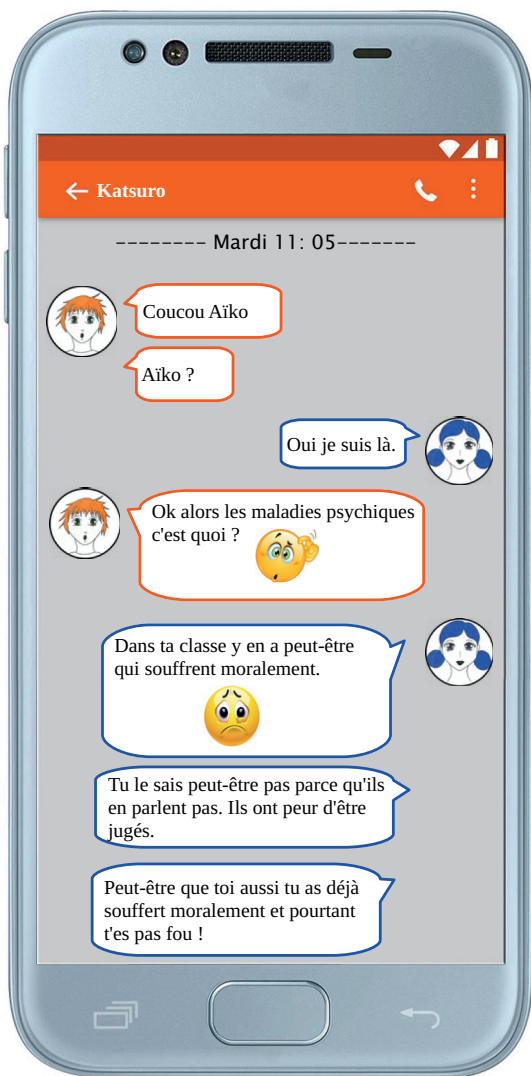 Katsuro
-------- Mardi 11: 05-------
Coucou Aïko
Aïko ?
Oui je suis là.
Ok alors les maladies psychiques
c'est quoi ?
Dans ta classe y en a peut-être
qui souffrent moralement.
Tu le sais peut-être pas parce qu'ils
en parlent pas. Ils ont peur d'être
jugés.
Peut-être que toi aussi tu as déjà
souffert moralement et pourtant
t'es pas fou !